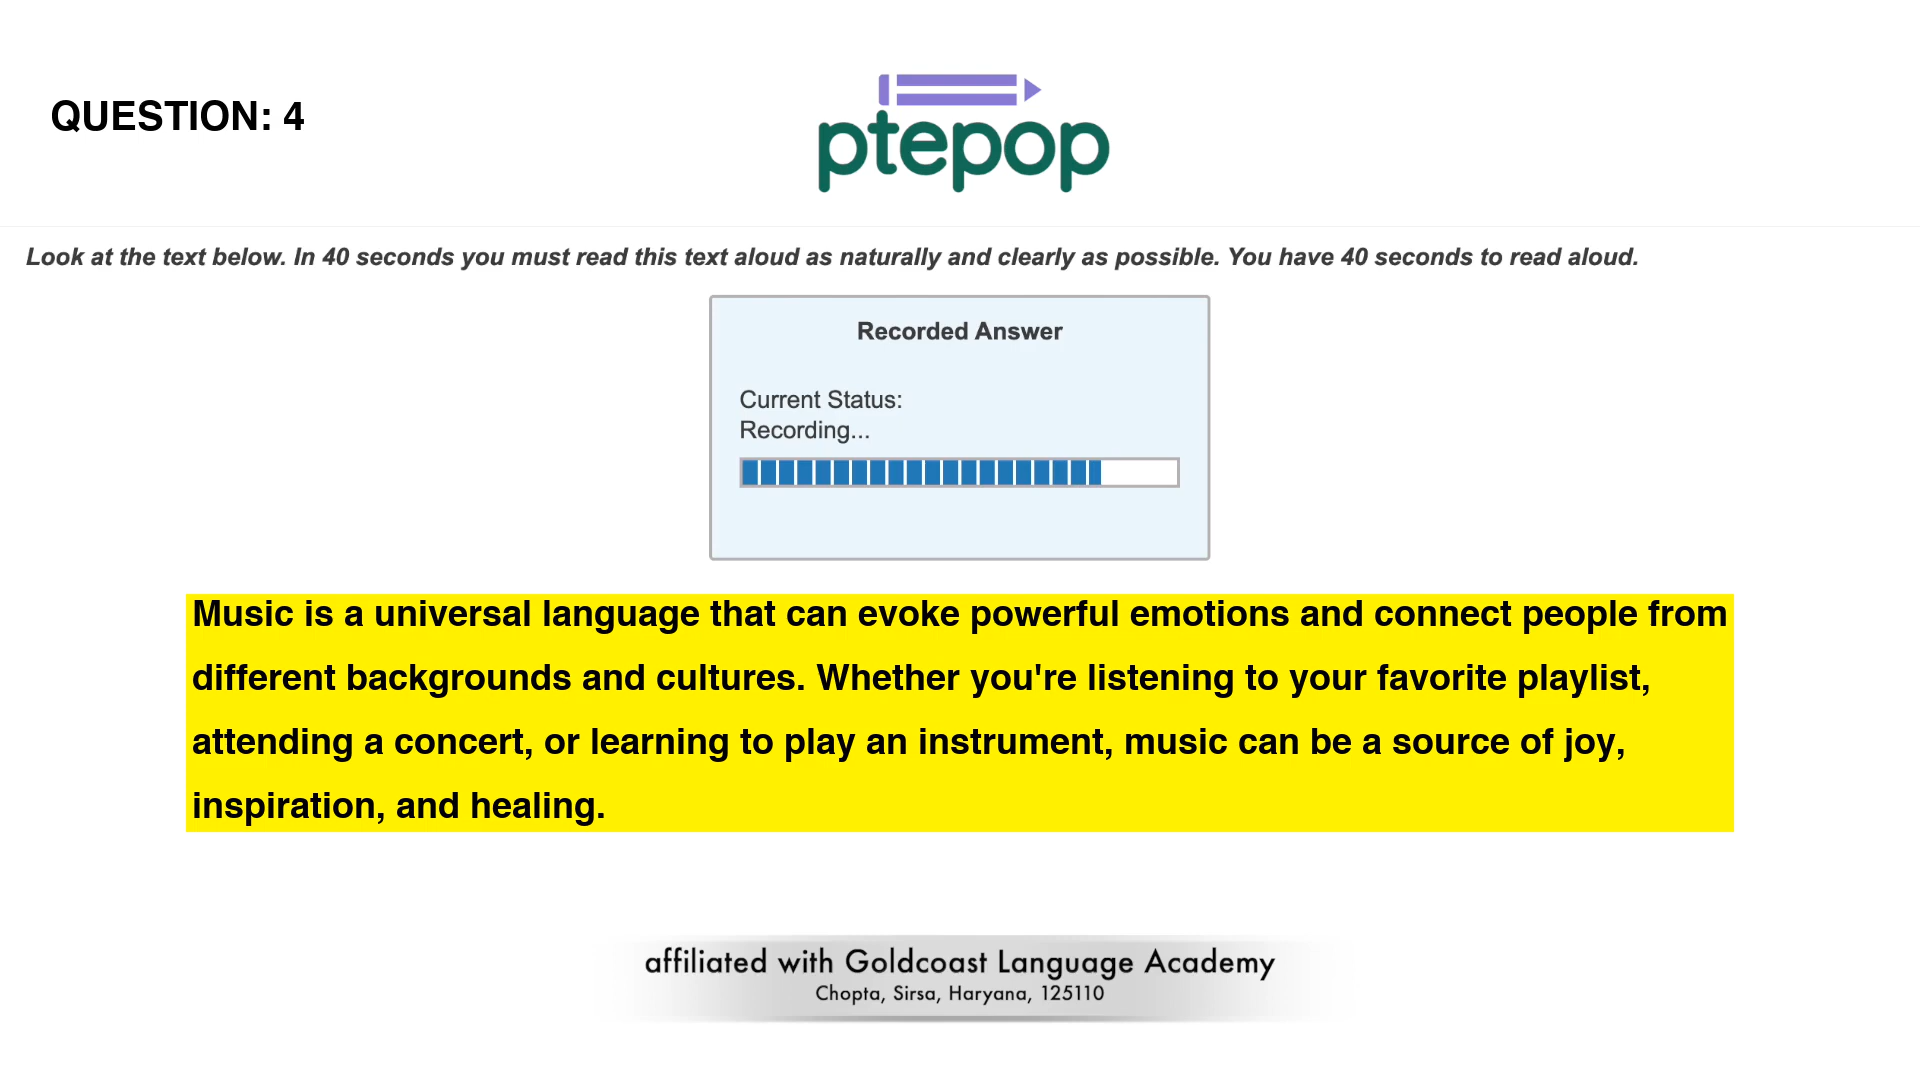 QUESTION: 4
ptepop
Look at the text below. In 40 seconds you must read this text aloud as naturally and clearly as possible. You have 40 seconds to read aloud.
Recorded Answer
Current Status:
Recording...
Music is a universal language that can evoke powerful emotions and connect people from
different backgrounds and cultures. Whether you're listening to your favorite playlist,
attending a concert, or learning to play an instrument, music can be a source of joy,
inspiration, and healing.
affiliated with Goldcoast Language Academy
Chopta, Sirsa, Haryana, 125110